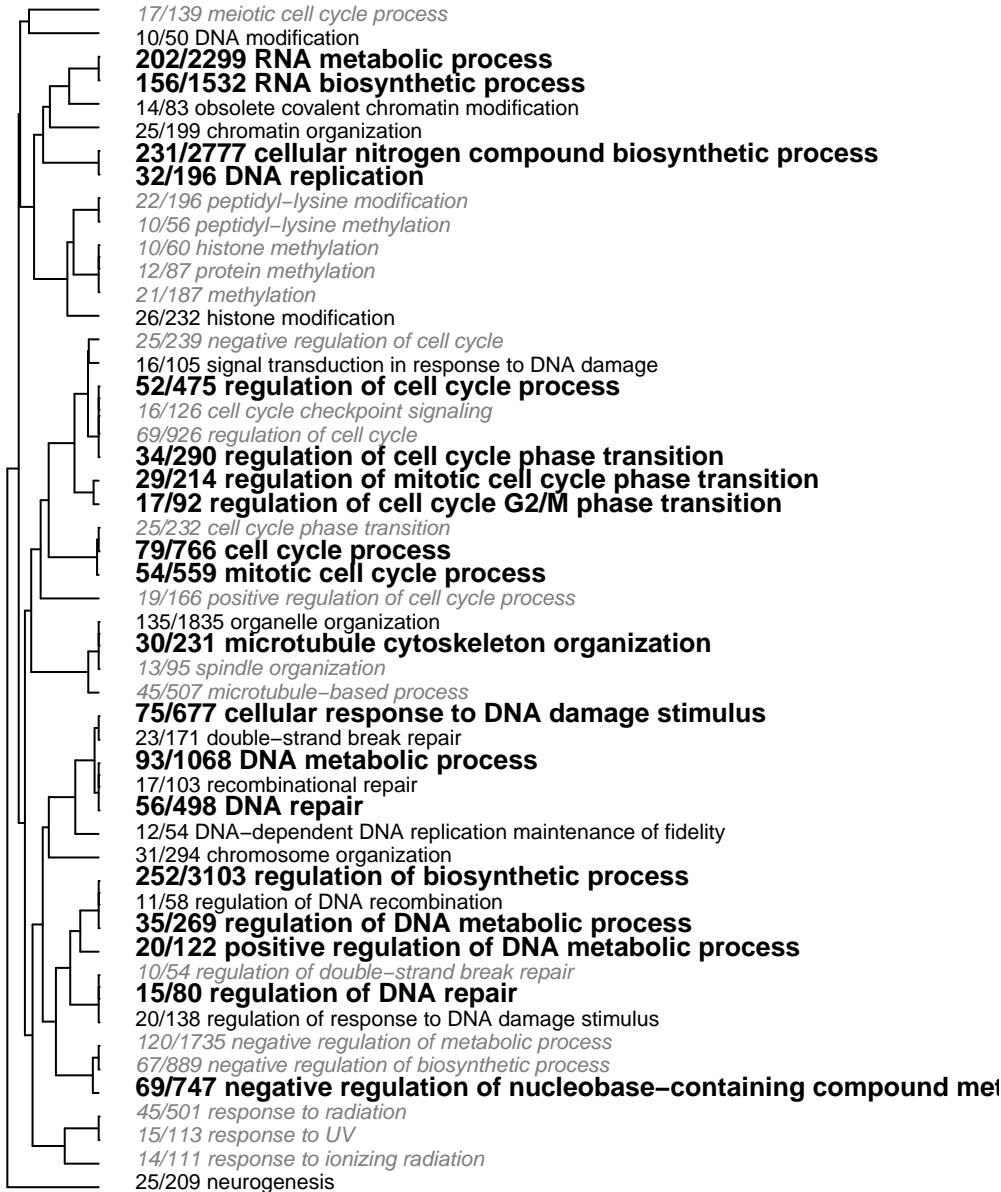 17/139 meiotic cell cycle process
10/50 DNA modification
202/2299 RNA metabolic process
156/1532 RNA biosynthetic process
14/83 obsolete covalent chromatin modification
25/199 chromatin organization
231/2777 cellular nitrogen compound biosynthetic process
32/196 DNA replication
22/196 peptidyl−lysine modification
10/56 peptidyl−lysine methylation
10/60 histone methylation
12/87 protein methylation
21/187 methylation
26/232 histone modification
25/239 negative regulation of cell cycle
16/105 signal transduction in response to DNA damage
52/475 regulation of cell cycle process
16/126 cell cycle checkpoint signaling
69/926 regulation of cell cycle
34/290 regulation of cell cycle phase transition
29/214 regulation of mitotic cell cycle phase transition
17/92 regulation of cell cycle G2/M phase transition
25/232 cell cycle phase transition
79/766 cell cycle process
54/559 mitotic cell cycle process
19/166 positive regulation of cell cycle process
135/1835 organelle organization
30/231 microtubule cytoskeleton organization
13/95 spindle organization
45/507 microtubule−based process
75/677 cellular response to DNA damage stimulus
23/171 double−strand break repair
93/1068 DNA metabolic process
17/103 recombinational repair
56/498 DNA repair
12/54 DNA−dependent DNA replication maintenance of fidelity
31/294 chromosome organization
252/3103 regulation of biosynthetic process
11/58 regulation of DNA recombination
35/269 regulation of DNA metabolic process
20/122 positive regulation of DNA metabolic process
10/54 regulation of double−strand break repair
15/80 regulation of DNA repair
20/138 regulation of response to DNA damage stimulus
120/1735 negative regulation of metabolic process
67/889 negative regulation of biosynthetic process
69/747 negative regulation of nucleobase−containing compound met
45/501 response to radiation
15/113 response to UV
14/111 response to ionizing radiation
25/209 neurogenesis